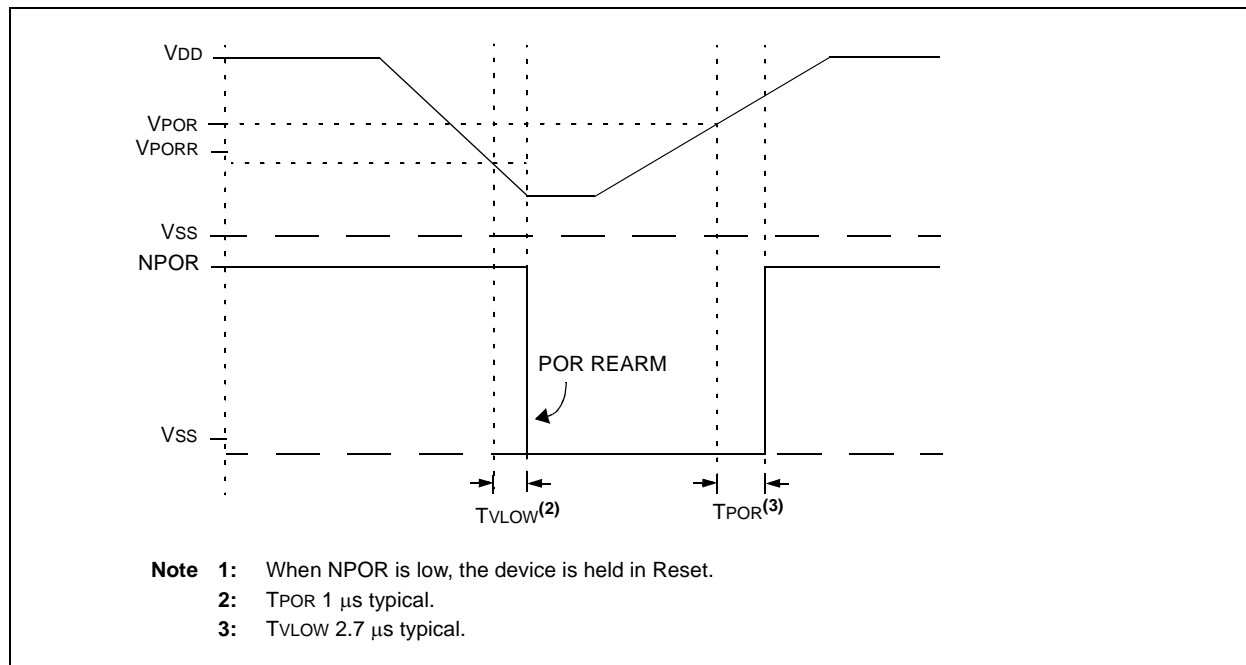 VDD
VPOR
VPORR
VSS
NPOR
POR REARM
VSS
TVLOW(2)
TPOR(3)
Note 1: When NPOR is low, the device is held in Reset.
2: TPOR 1 μs typical.
3: TVLOW 2.7 μs typical.